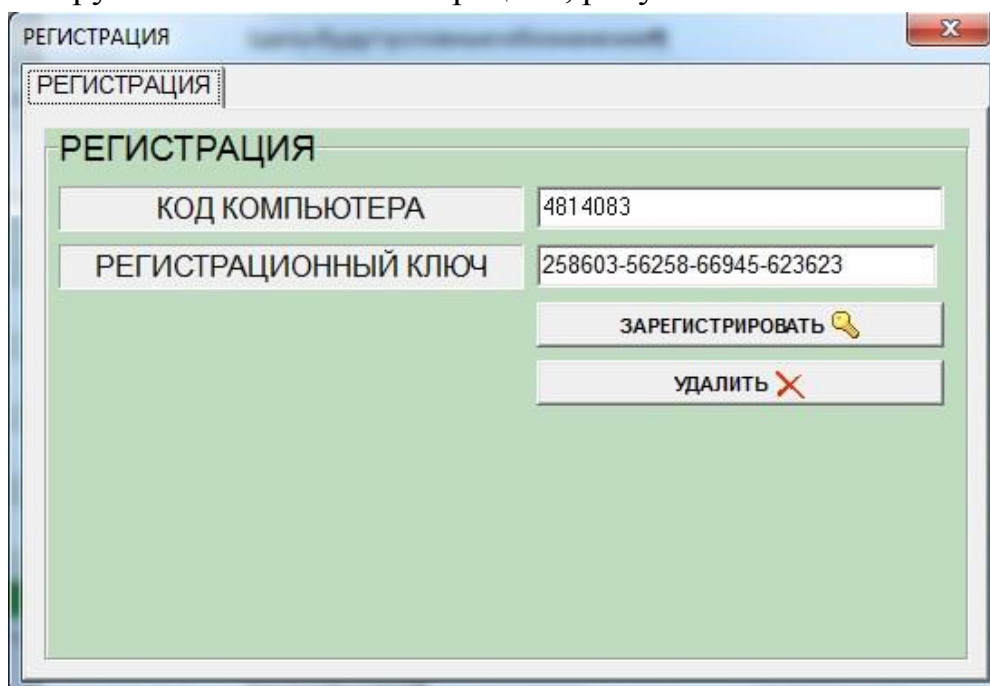 РЕГИСТРАЦИЯ
РЕГИСТРАЦИЯ
РЕГИСТРАЦИЯ
КОД КОМПЬЮТЕРА 4814083
РЕГИСТРАЦИОННЫЙ КЛЮЧ 258603-56258-66945-623623
ЗАРЕГИСТРИРОВАТЬ
УДАЛИТЬ